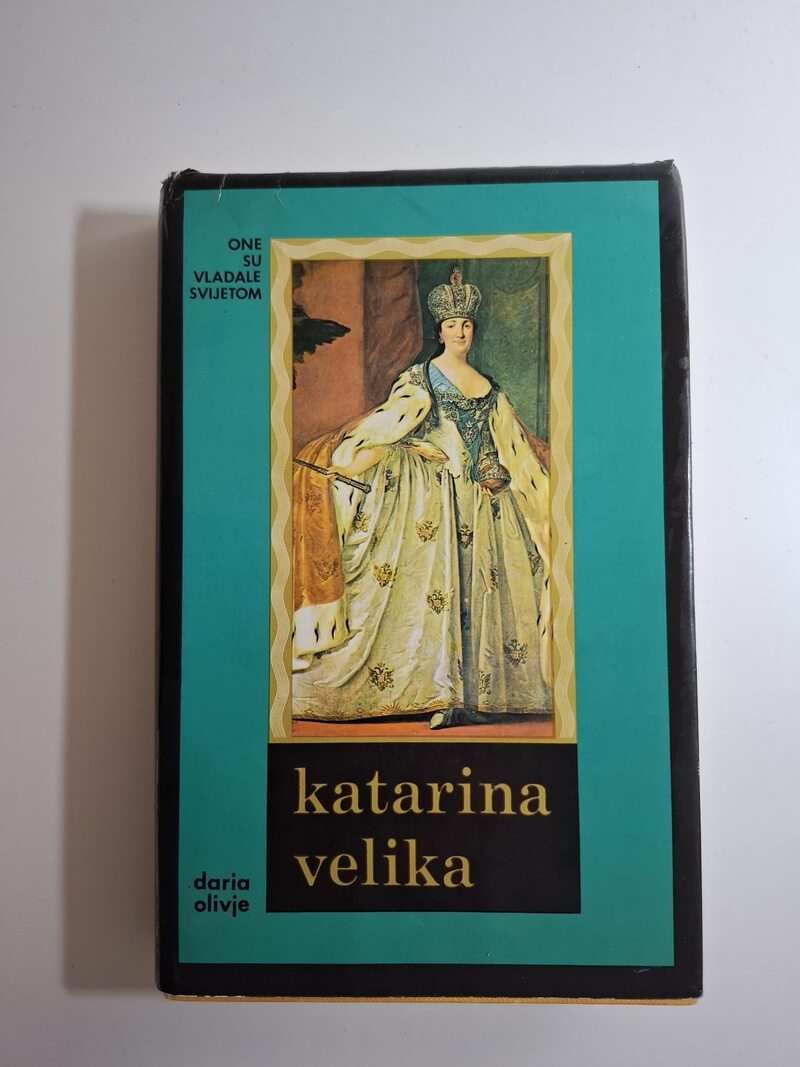 ONE
SU
VLADALE
SVIJETOM
katarina
velika
daria
olivje